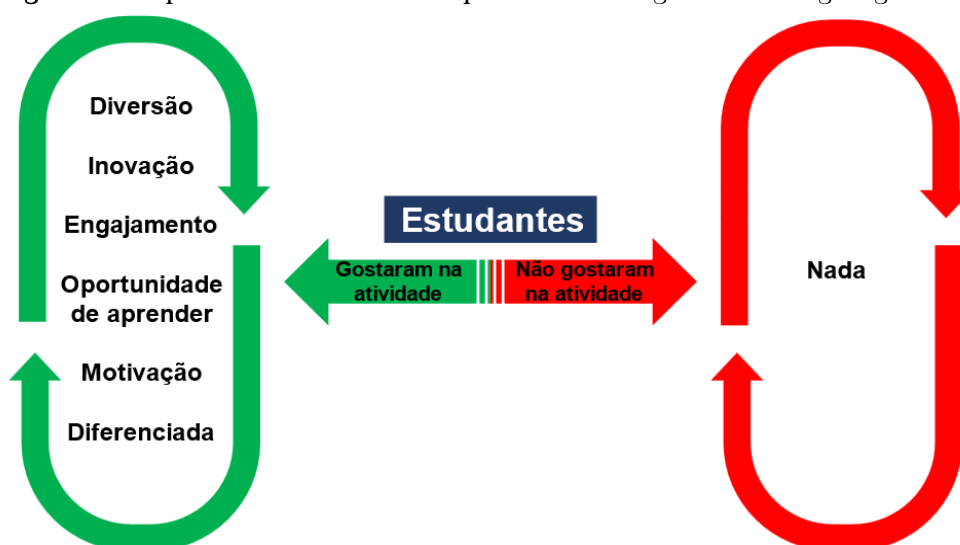 Diversão
Inovação
Engajamento
Oportunidade
de aprender
Motivação
Diferenciada
Estudantes
Gostaram na
atividade
Não gostaram
na atividade
Nada